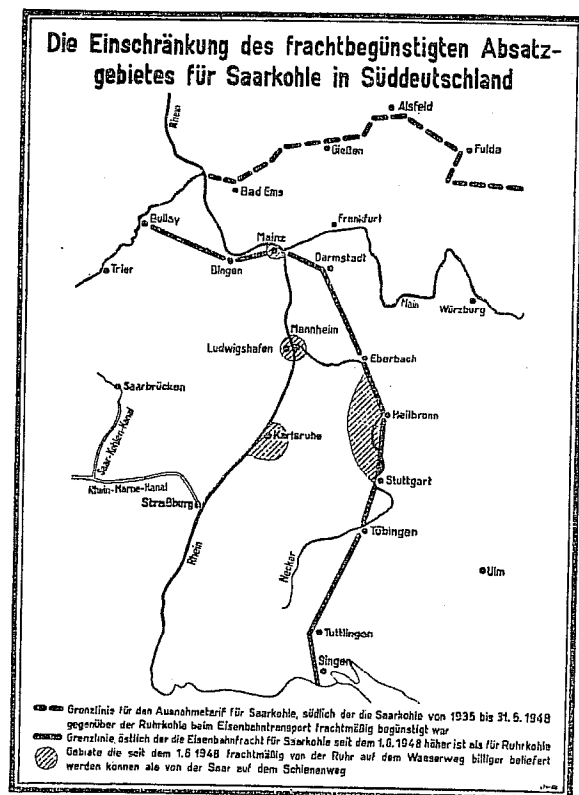 Die Einschränkung des frachtbegünstigten Absatz-
gebietes für Saarkohle in Süddeutschland
Rhein
Alsfeld
Gießen
Fulda
Bad Ems
Bullay
Mainz
Frankfurt
Trier
Bingen
Darmstadt
Main
Würzburg
Mannheim
Ludwigshafen
Eberbach
Saarbrücken
Saar-Kohlen-Kanal
Heilbronn
Karlsruhe
Rhein-Marne-Kanal
Stuttgart
Straßburg
Rhein
Tübingen
Neckar
Ulm
Tuttlingen
Singen
Grenzlinie für den Ausnahmetarif für Saarkohle, südlich der die Saarkohle von 1935 bis 31.5.1948
gegenüber der Ruhrkohle beim Eisenbahntransport frachtmäßig begünstigt war
Grenzlinie, östlich der die Eisenbahnfracht für Saarkohle seit dem 1.6.1948 höher ist als für Ruhrkohle
Gebiete die seit dem 1.6 1948 frachtmäßig von der Ruhr auf dem Wasserweg billiger beliefert
werden können als von der Saar auf dem Schienenweg